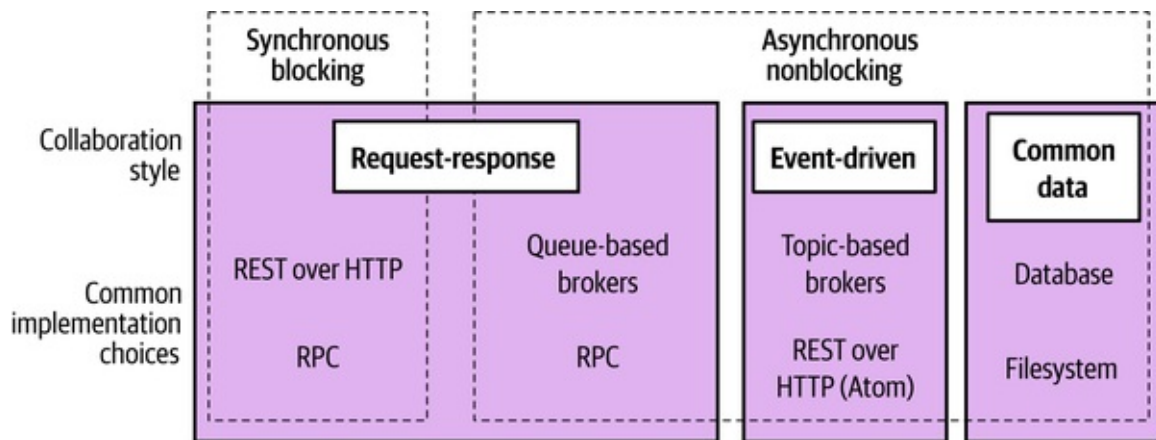 Synchronous
blocking
Asynchronous
nonblocking
Collaboration
style
Request-response
Event-driven
Common
data
Common
implementation
choices
REST over HTTP
RPC
Queue-based
brokers
RPC
Topic-based
brokers
REST over
HTTP (Atom)
Database
Filesystem